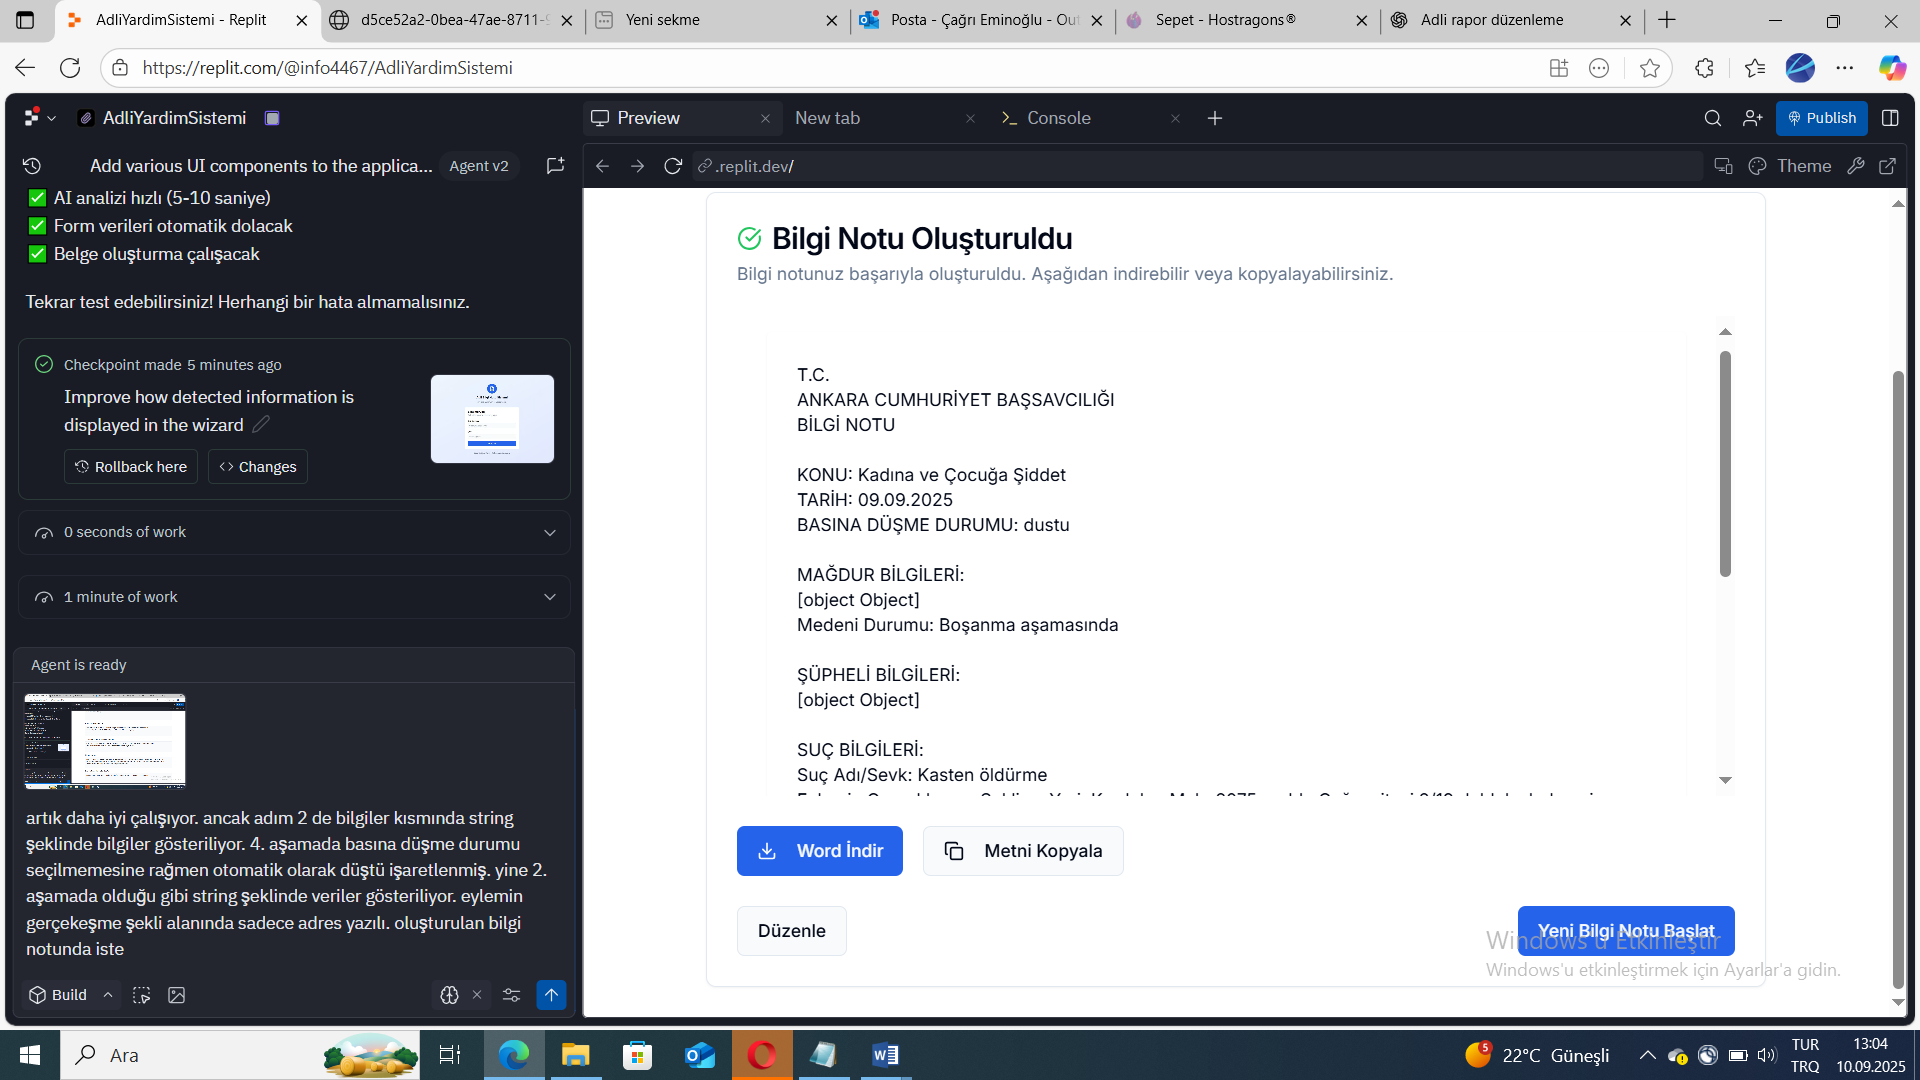 AdliYardimSistemi - Replit
d5ce52a2-0bea-47ae-8711-9
Yeni sekme
Posta - Çağrı Eminoğlu - Out
Sepet - Hostragons®
Adli rapor düzenleme
https://replit.com/@info4467/AdliYardimSistemi
AdliYardimSistemi
Preview
New tab
Console
Publish
Add various UI components to the applica...
Agent v2
.replit.dev/
Theme
AI analizi hızlı (5-10 saniye)
Form verileri otomatik dolacak
Belge oluşturma çalışacak
Tekrar test edebilirsiniz! Herhangi bir hata almamalısınız.
Checkpoint made 5 minutes ago
Improve how detected information is
displayed in the wizard
Rollback here
Changes
0 seconds of work
1 minute of work
Agent is ready
artık daha iyi çalışıyor. ancak adım 2 de bilgiler kısmında string
şeklinde bilgiler gösteriliyor. 4. aşamada basına düşme durumu
seçilmemesine rağmen otomatik olarak düştü işaretlenmiş. yine 2.
aşamada olduğu gibi string şeklinde veriler gösteriliyor. eylemin
gerçekeşme şekli alanında sadece adres yazılı. oluşturulan bilgi
notunda iste
Build
Bilgi Notu Oluşturuldu
Bilgi notunuz başarıyla oluşturuldu. Aşağıdan indirebilir veya kopyalayabilirsiniz.
T.C.
ANKARA CUMHURİYET BAŞSAVCILIĞI
BİLGİ NOTU
KONU: Kadına ve Çocuğa Şiddet
TARİH: 09.09.2025
BASINA DÜŞME DURUMU: dustu
MAĞDUR BİLGİLERİ:
[object Object]
Medeni Durumu: Boşanma aşamasında
ŞÜPHELİ BİLGİLERİ:
[object Object]
SUÇ BİLGİLERİ:
Suç Adı/Sevk: Kasten öldürme
Word İndir
Metni Kopyala
Düzenle
Yeni Bilgi Notu Başlat
Windows'u Etkinleştir
Windows'u etkinleştirmek için Ayarlar'a gidin.
Ara
5
22°C Güneşli
TUR
TRQ
13:04
10.09.2025